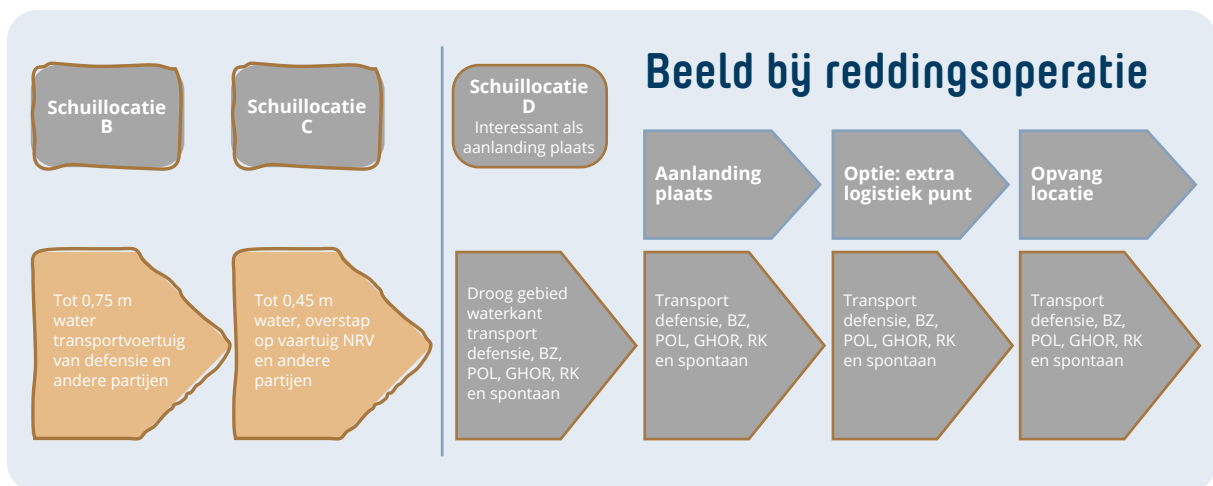 Beeld bij reddingsoperatie
Schuillocatie
B
Schuillocatie
C
Schuillocatie
D
Interessant als
aanlanding plaats
Aanlanding
plaats
Optie: extra
logistiek punt
Opvang
locatie
Tot 0,75 m
water
transportvoertuig
van defensie en
andere partijen
Tot 0,45 m
water, overstap
op vaartuig NRV
en andere
partijen
Droog gebied
waterkant
transport
defensie, BZ,
POL, GHOR, RK
en spontaan
Transport
defensie, BZ,
POL, GHOR, RK
en spontaan
Transport
defensie, BZ,
POL, GHOR, RK
en spontaan
Transport
defensie, BZ,
POL, GHOR, RK
en spontaan